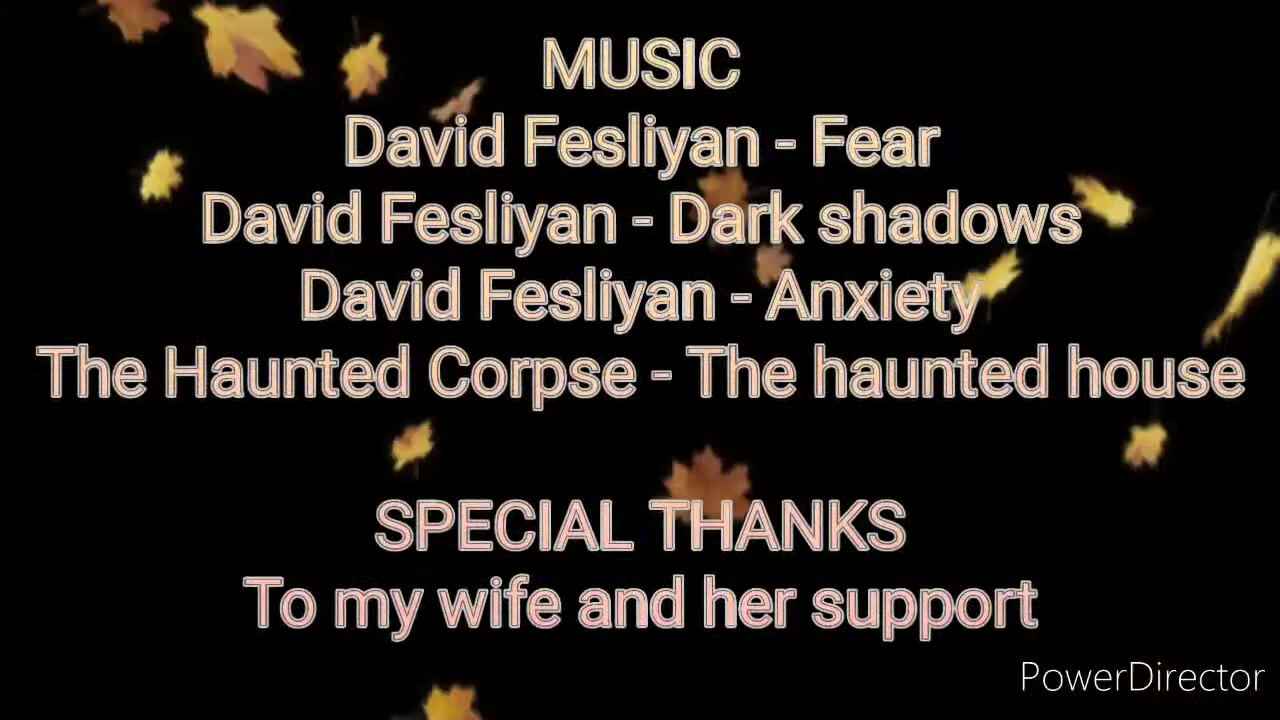 MUSIC
David Fesliyan - Fear
David Fesliyan - Dark shadows
David Fesliyan - Anxiety
The Haunted Corpse - The haunted house
SPECIAL THANKS
To my wife and her support
PowerDirector